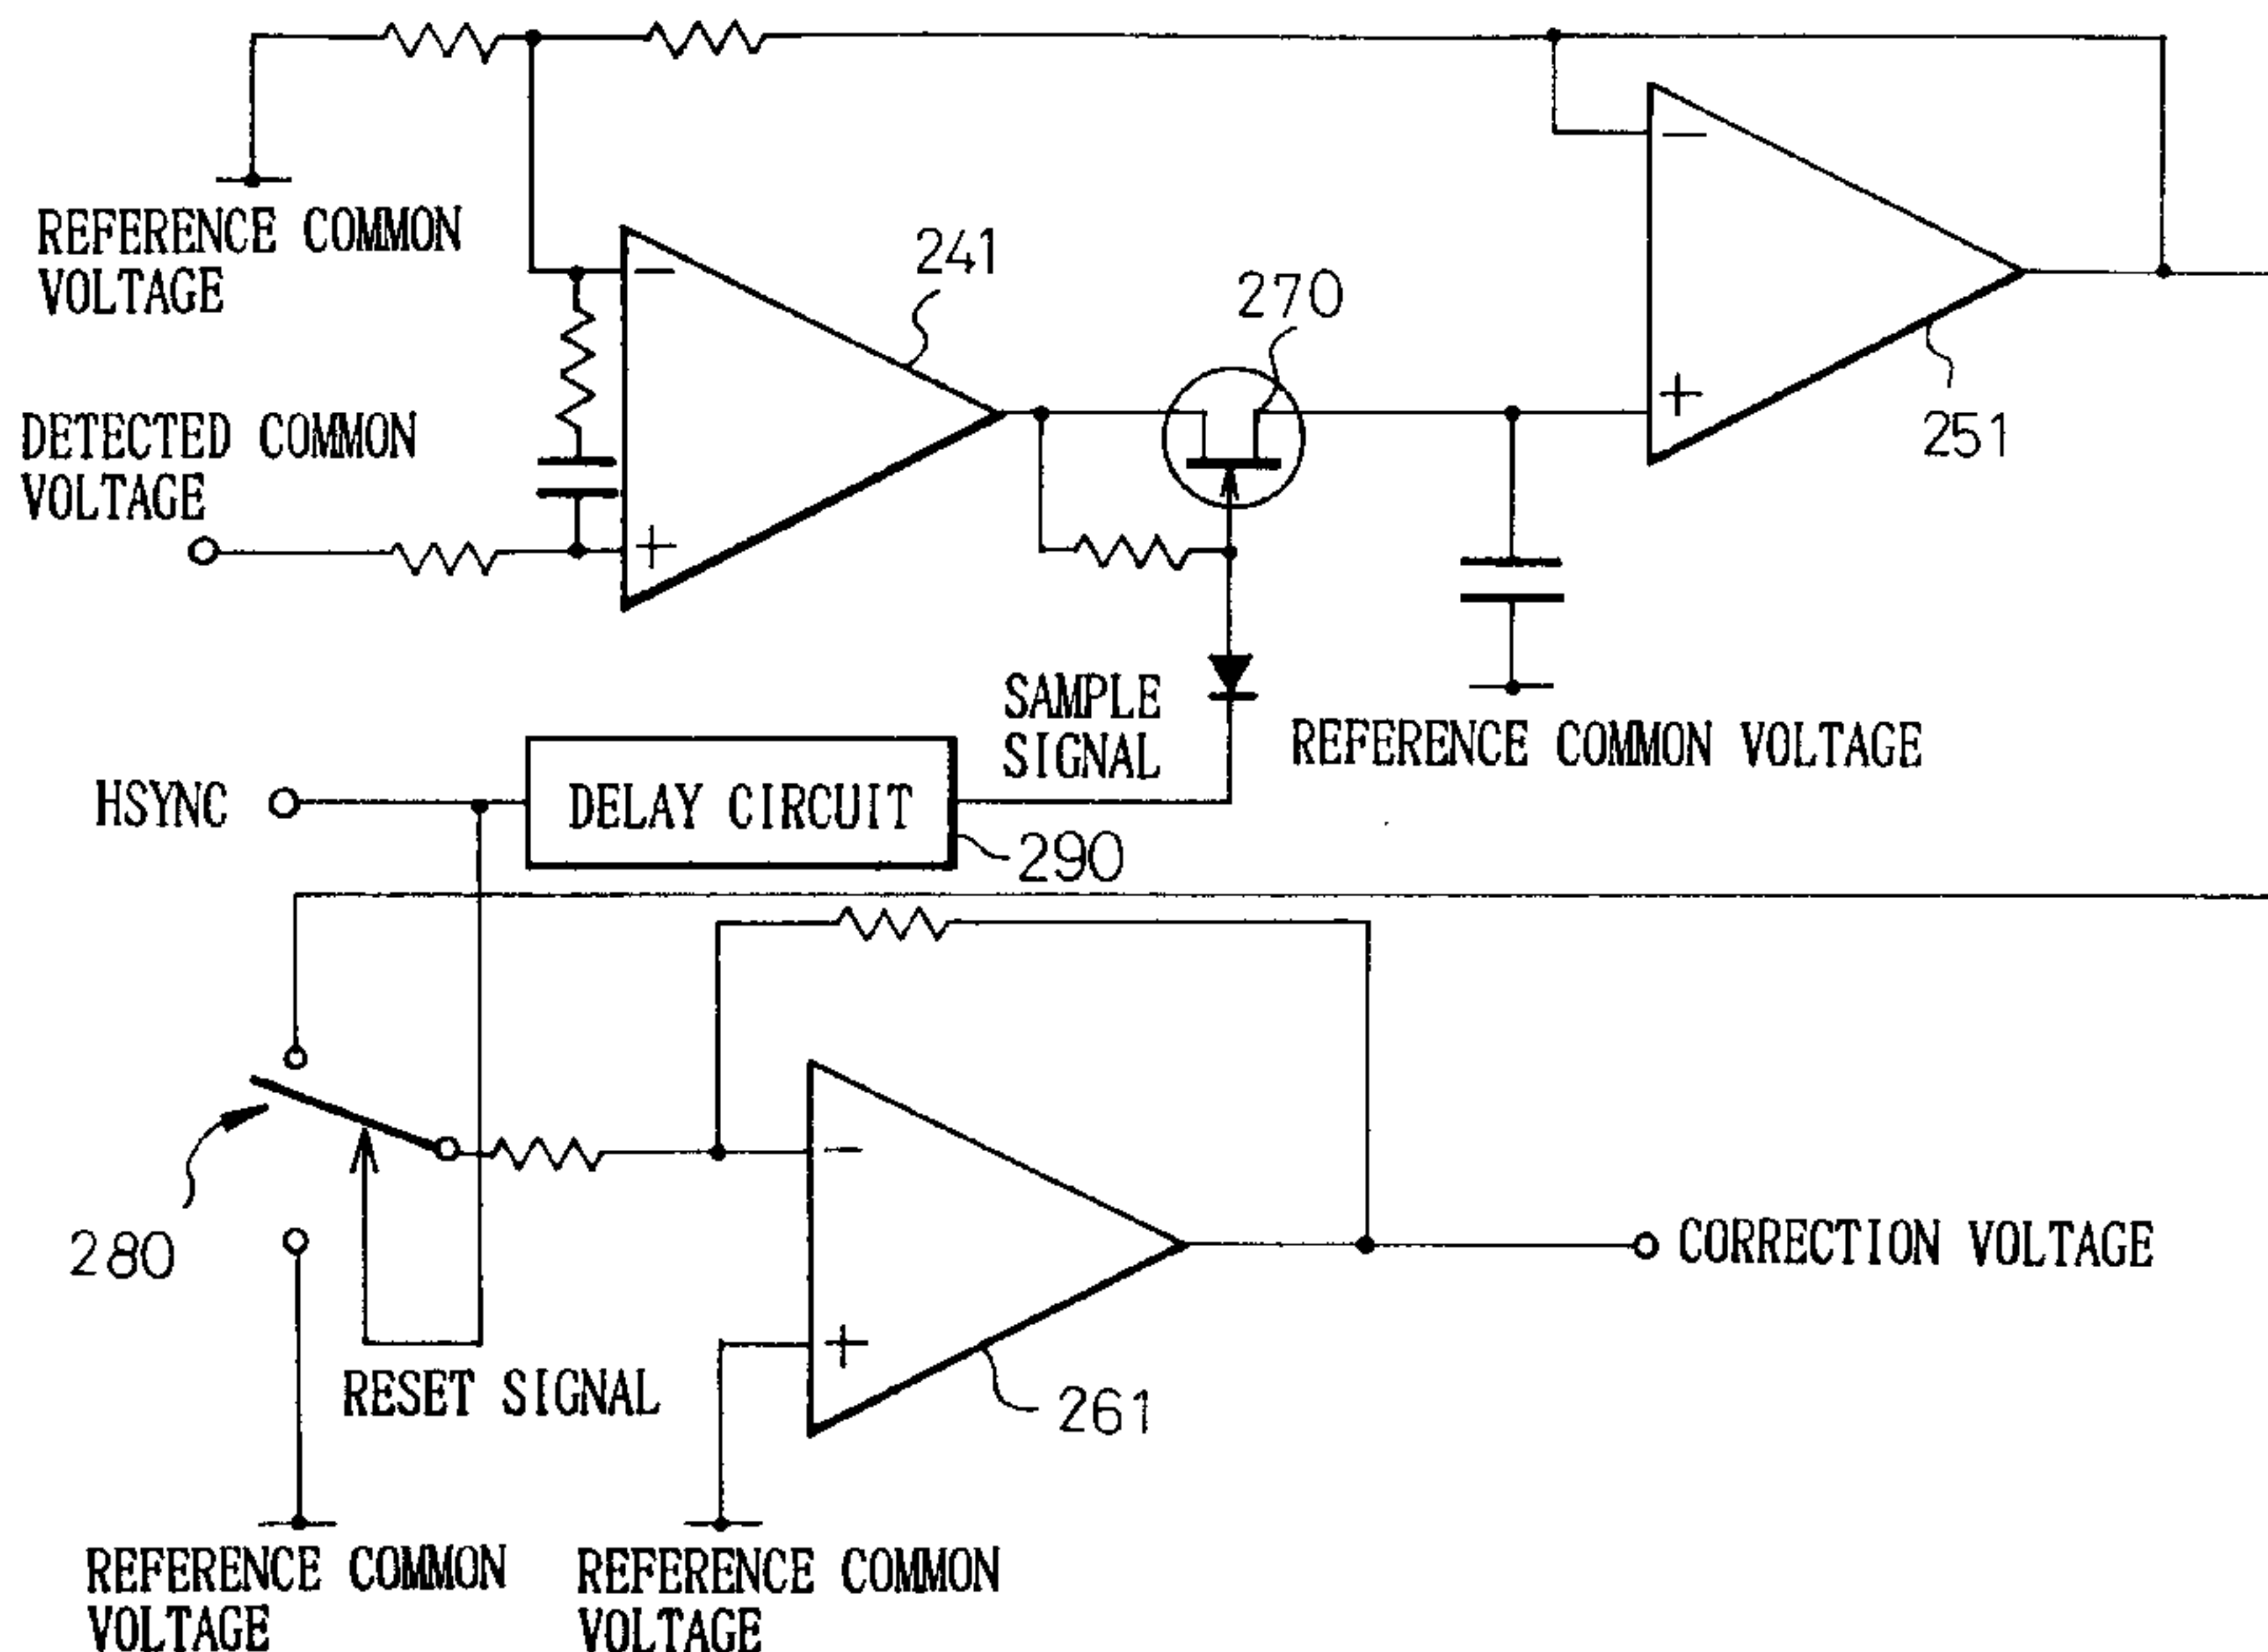 REFERENCE COMMON
VOLTAGE
241
270
251
DETECTED COMMON
VOLTAGE
−
+
−
+
SAMPLE
SIGNAL
REFERENCE COMMON VOLTAGE
HSYNC
DELAY CIRCUIT
290
280
−
+
RESET SIGNAL
261
CORRECTION VOLTAGE
REFERENCE COMMON
VOLTAGE
REFERENCE COMMON
VOLTAGE